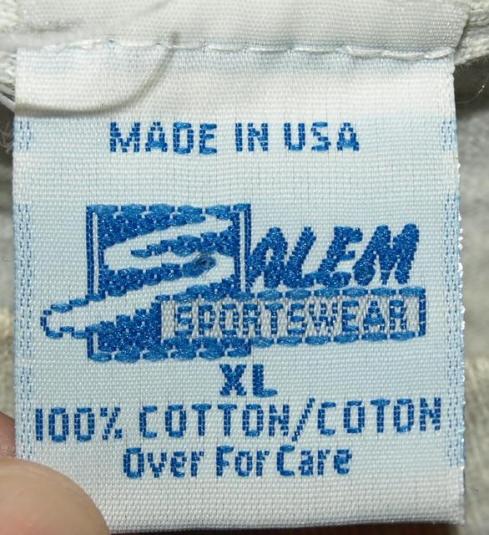 MADE IN USA
SALEM
SPORTSWEAR
XL
100% COTTON/COTON
Over For Care